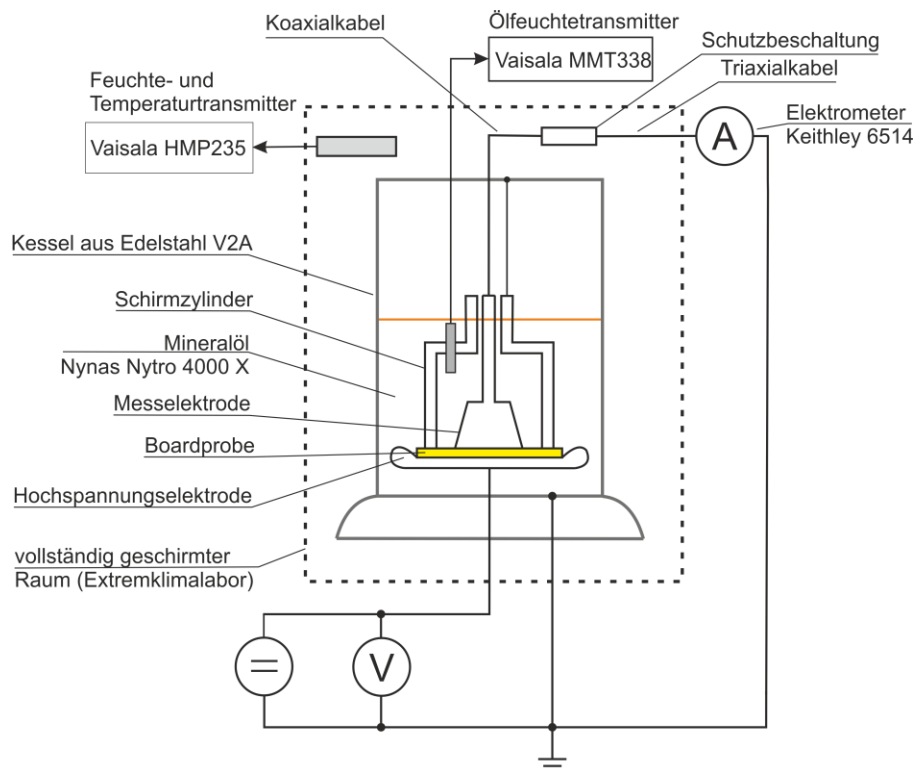 Koaxialkabel
Ölfeuchtetransmitter
Vaisala MMT338
Schutzbeschaltung
Triaxialkabel
Feuchte- und
Temperaturtransmitter
Vaisala HMP235
A
Elektrometer
Keithley 6514
Kessel aus Edelstahl V2A
Schirmzylinder
Mineralöl
Nynas Nytro 4000 X
Messelektrode
Boardprobe
Hochspannungselektrode
vollständig geschirmter
Raum (Extremklimalabor)
=
V